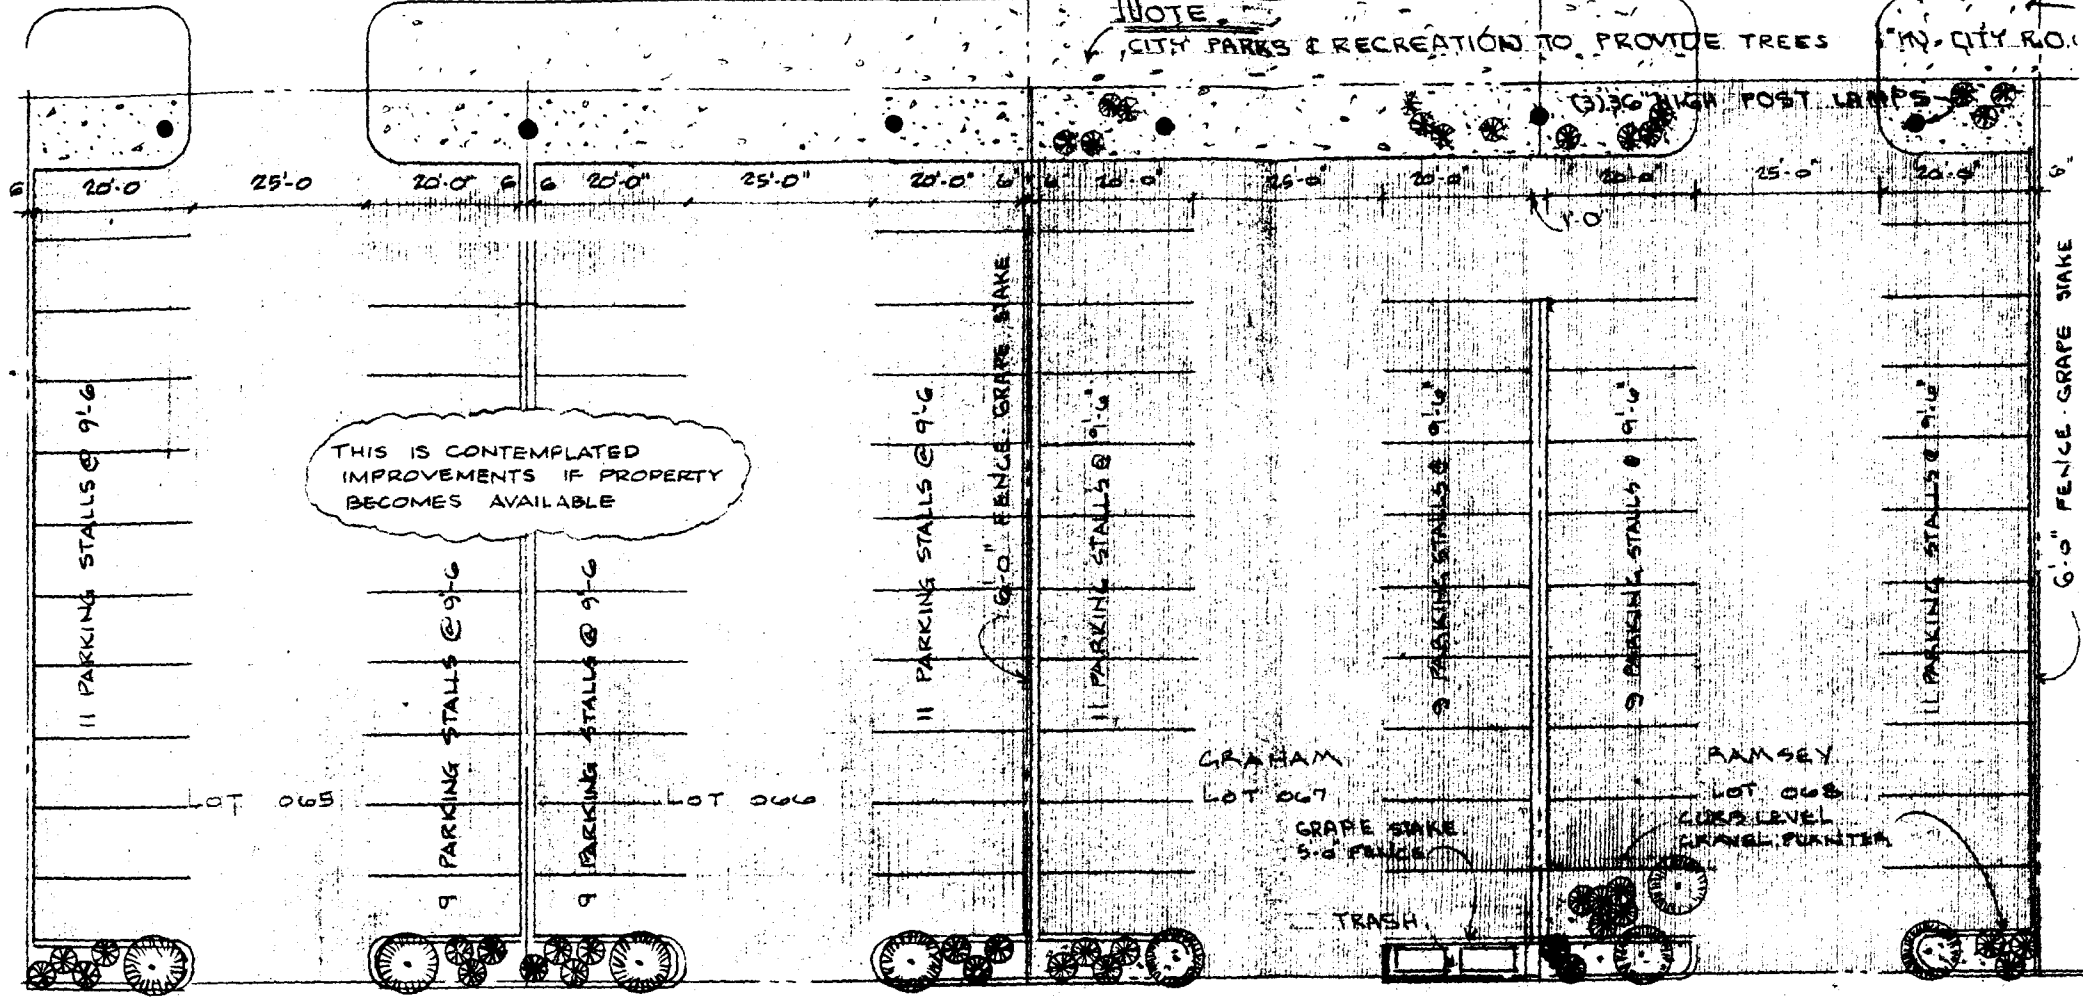 NOTE.
CITY PARKS & RECREATION TO PROVIDE TREES IN CITY R.O.
(3) 36" HIGH POST LAMPS
6 20'-0 25'-0 20'-0" 6 6 20'-0" 25'-0" 20'-0" 6" 6" 20'-0" 25'-0" 20'-0" 20'-0" 25'-0" 20'-0" 6"
1'-0"
11 PARKING STALLS @ 9'-6
THIS IS CONTEMPLATED
IMPROVEMENTS IF PROPERTY
BECOMES AVAILABLE
9 PARKING STALLS @ 9'-6
9 PARKING STALLS @ 9'-6
11 PARKING STALLS @ 9'-6
6'-0" FENCE. GRAPE STAKE
11 PARKING STALLS @ 9'-6"
9 PARKING STALLS @ 9'-6"
9 PARKING STALLS @ 9'-6"
11 PARKING STALLS @ 9'-6"
6'-0" FENCE GRAPE STAKE
LOT 065
LOT 066
GRAHAM
LOT 067
RAMSEY
LOT 068
GRAPE STAKE
5'-0" FENCE
CURB LEVEL
GRAVEL PLANTER
TRASH